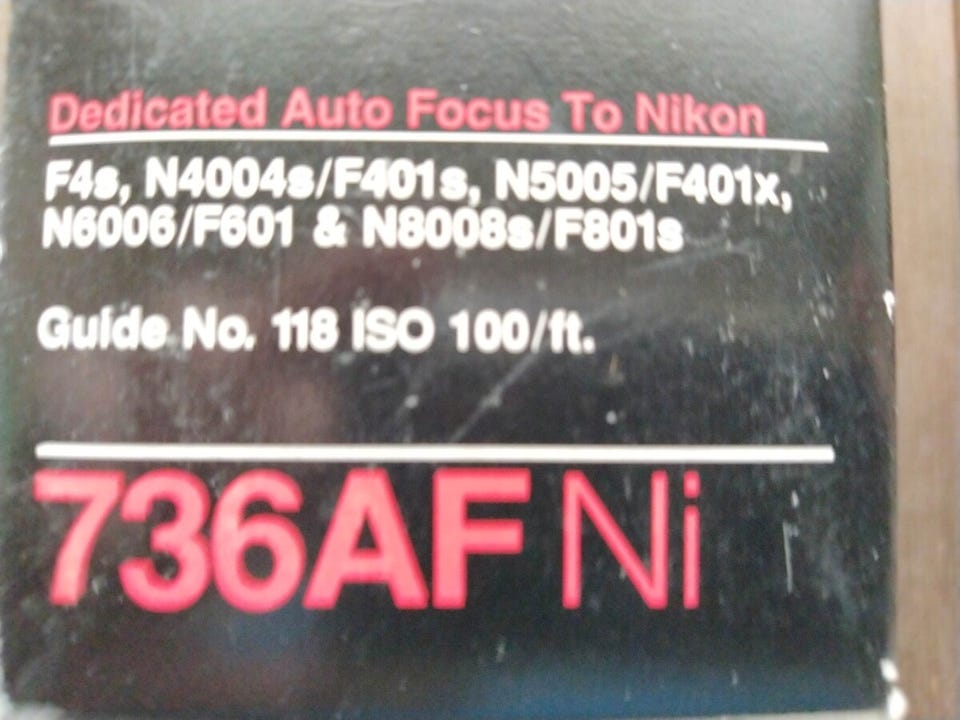 Dedicated Auto Focus To Nikon
F4s, N4004s/F401s, N5005/F401x,
N6006/F601 & N8008s/F801s
Guide No. 118 ISO 100/ft.
736AF Ni